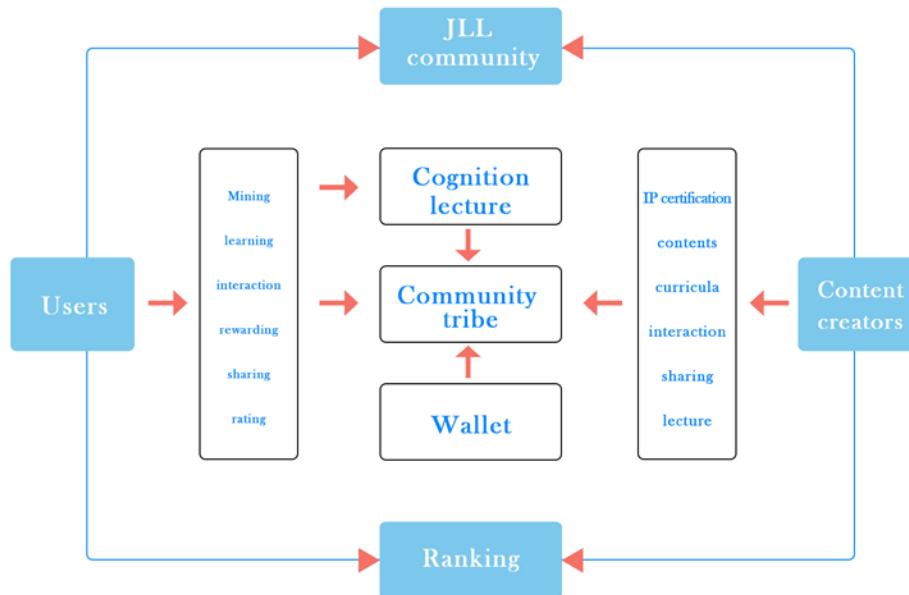 JLL
community
Users
Mining
learning
interaction
rewarding
sharing
rating
Cognition
lecture
Community
tribe
Wallet
IP certification
contents
curricula
interaction
sharing
lecture
Content
creators
Ranking